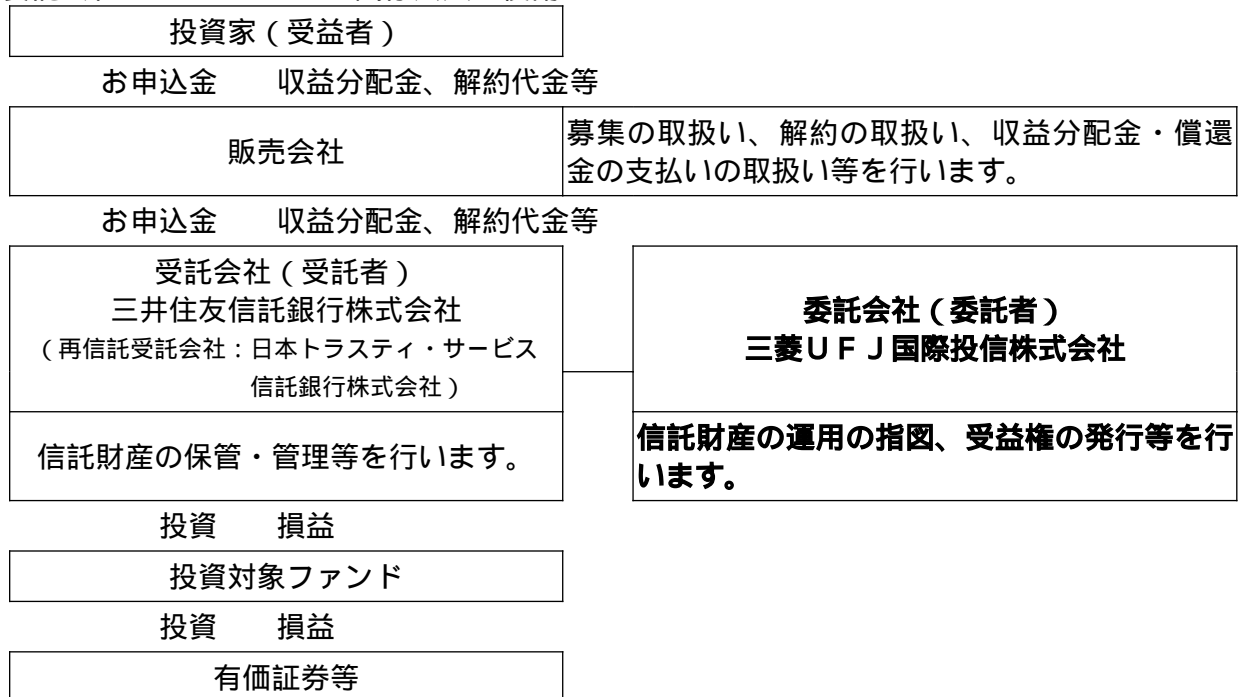 投資家（受益者）
お申込金　収益分配金、解約代金等
販売会社
募集の取扱い、解約の取扱い、収益分配金・償還
金の支払いの取扱い等を行います。
お申込金　収益分配金、解約代金等
受託会社（受託者）
三井住友信託銀行株式会社
（再信託受託会社：日本トラスティ・サービス
信託銀行株式会社）
委託会社（委託者）
三菱ＵＦＪ国際投信株式会社
信託財産の保管・管理等を行います。
信託財産の運用の指図、受益権の発行等を行
います。
投資　損益
投資対象ファンド
投資　損益
有価証券等